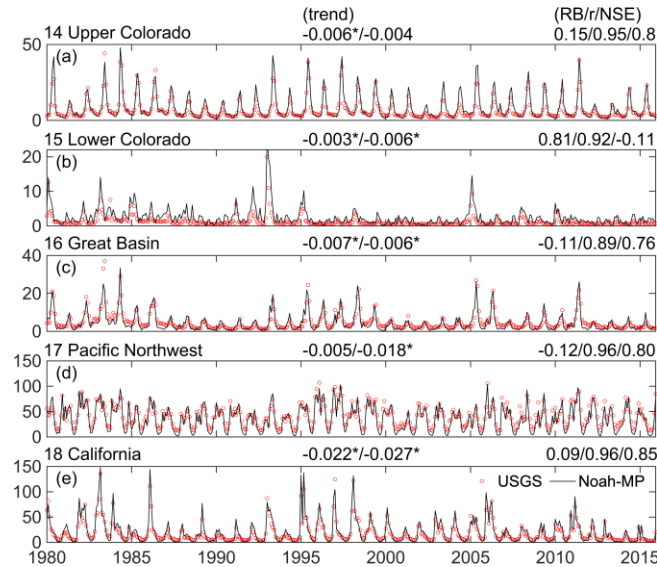 (trend) (RB/r/NSE)
14 Upper Colorado -0.006*/-0.004 0.15/0.95/0.8
50 (a)
0
15 Lower Colorado -0.003*/-0.006* 0.81/0.92/-0.11
20 (b)
10
0
16 Great Basin -0.007*/-0.006* -0.11/0.89/0.76
40 (c)
20
0
17 Pacific Northwest -0.005/-0.018* -0.12/0.96/0.80
150 (d)
100
50
0
18 California -0.022*/-0.027* 0.09/0.96/0.85
150 (e) USGS Noah-MP
100
50
0
1980 1985 1990 1995 2000 2005 2010 2015